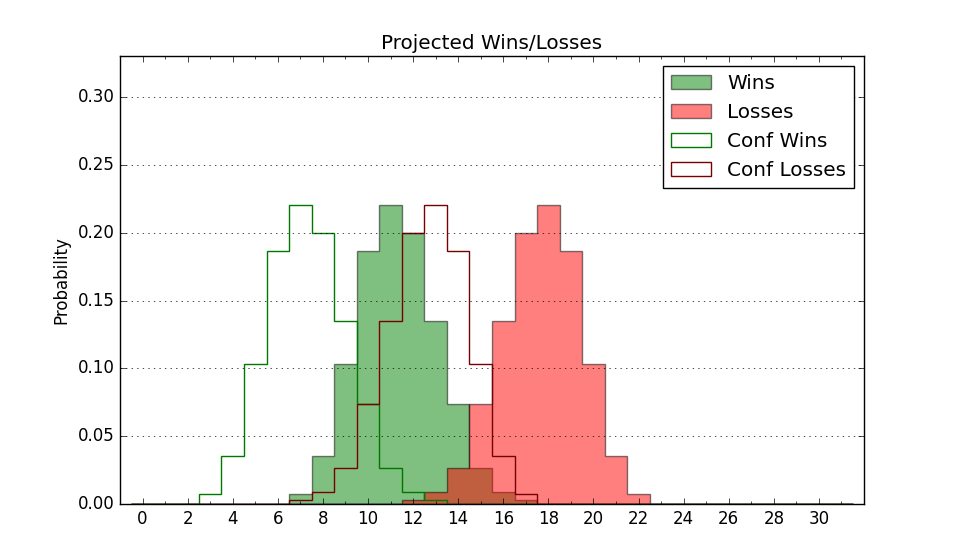 Projected Wins/Losses
Wins
Losses
Conf Wins
Conf Losses
Probability
0.30
0.25
0.20
0.15
0.10
0.05
0.00
0 2 4 6 8 10 12 14 16 18 20 22 24 26 28 30